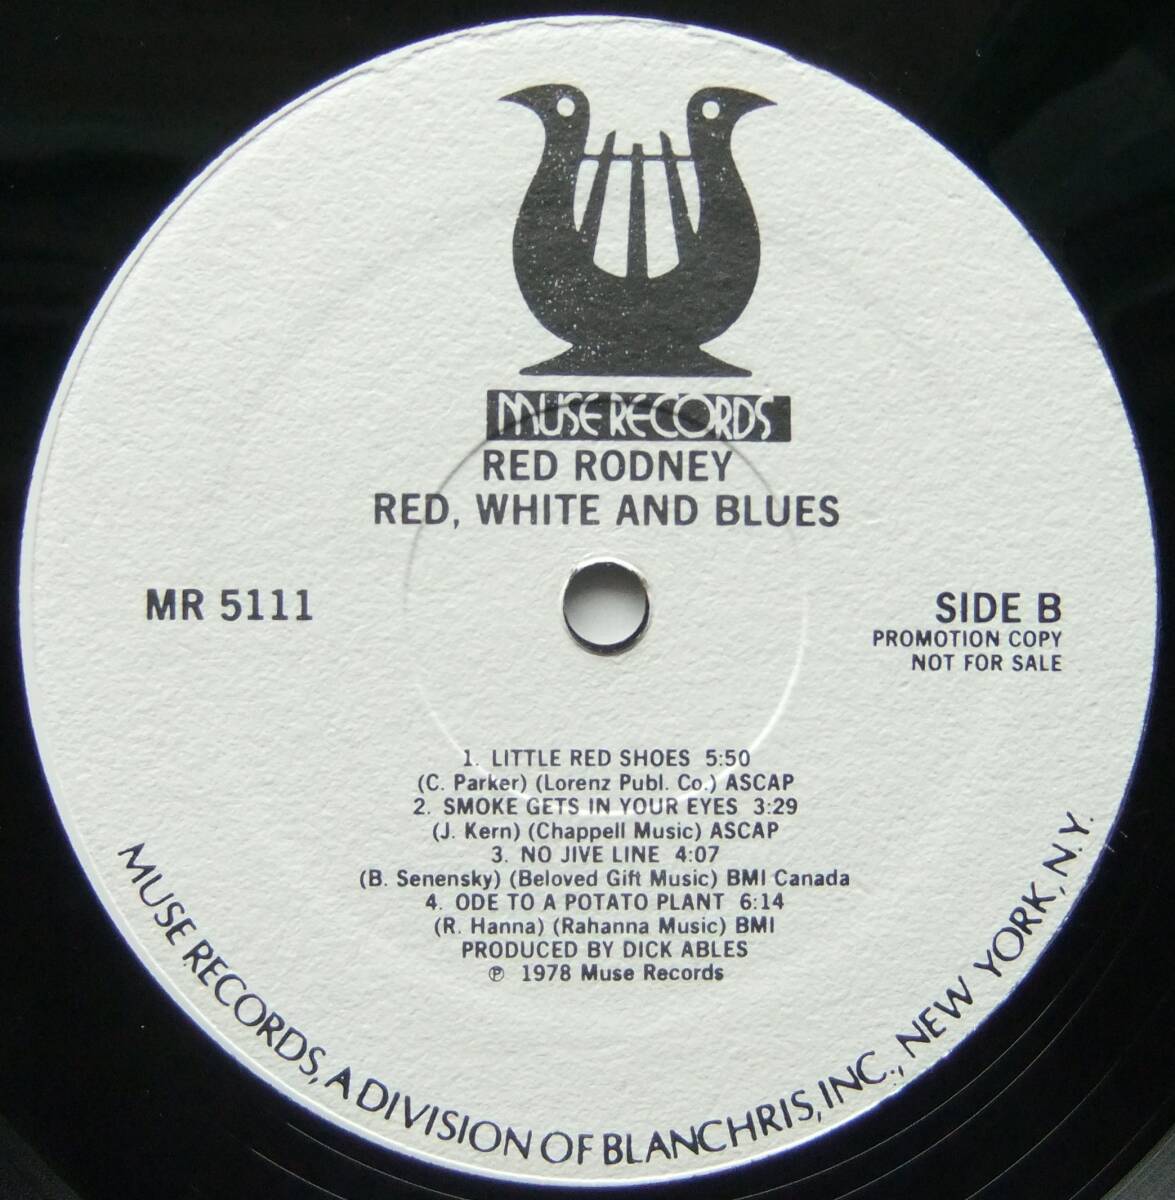 MUSE RECORDS
RED RODNEY
RED, WHITE AND BLUES
MR 5111
SIDE B
PROMOTION COPY
NOT FOR SALE
1. LITTLE RED SHOES 5:50
(C. Parker) (Lorenz Publ. Co.) ASCAP
2. SMOKE GETS IN YOUR EYES 3:29
(J. Kern) (Chappell Music) ASCAP
3. NO JIVE LINE 4:07
(B. Senensky) (Beloved Gift Music) BMI Canada
4. ODE TO A POTATO PLANT 6:14
(R. Hanna) (Rahanna Music) BMI
PRODUCED BY DICK ABLES
℗ 1978 Muse Records
MUSE RECORDS, A DIVISION OF BLANCHRIS, INC., NEW YORK, N.Y.